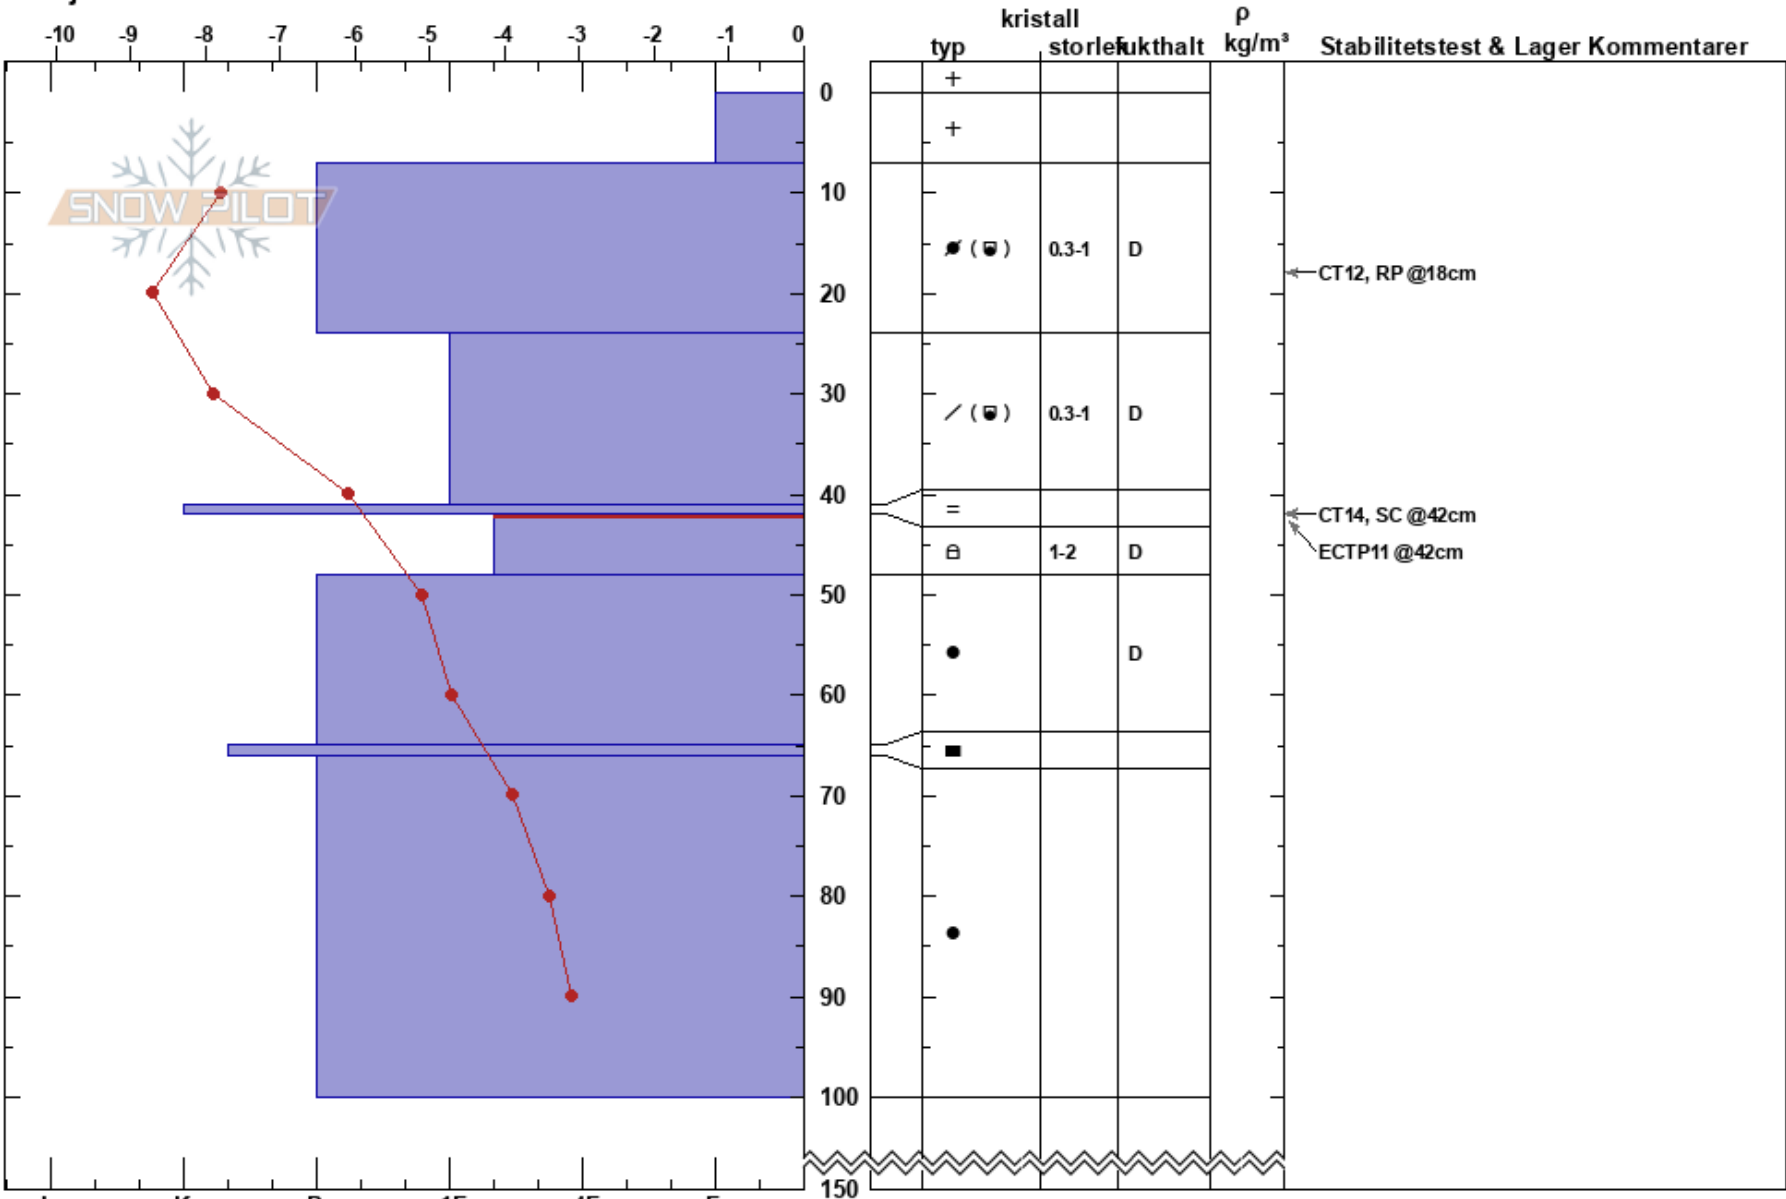 kristall ρ
-10 -9 -8 -7 -6 -5 -4 -3 -2 -1 0 typ storlek fukthalt kg/m³ Stabilitetstest & Lager Kommentarer
+
0
+
10
SNOW PILOT
0.3-1 D
CT12, RP @18cm
20
30
0.3-1 D
40
=
CT14, SC @42cm
1-2 D ECTP11 @42cm
50
D
60
70
80
90
100
150